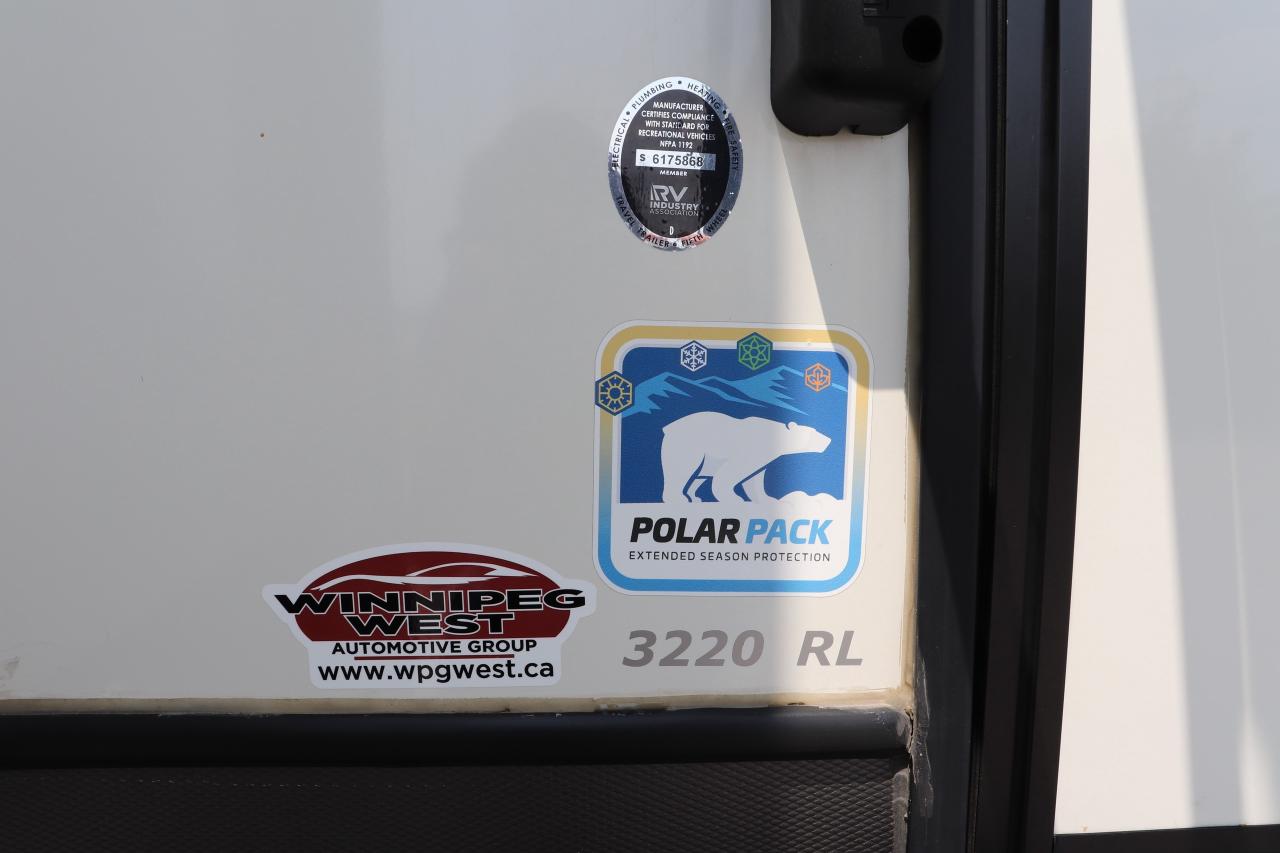 ELECTRICAL • PLUMBING • HEATING • FIRE SAFETY
MANUFACTURER
CERTIFIES COMPLIANCE
WITH STANDARD FOR
RECREATIONAL VEHICLES
NFPA 1192
S 6175868
MEMBER
RV
INDUSTRY
ASSOCIATION
D
TRAVEL TRAILER • FIFTH WHEEL
POLAR PACK
EXTENDED SEASON PROTECTION
WINNIPEG
WEST
AUTOMOTIVE GROUP
www.wpgwest.ca
3220 RL